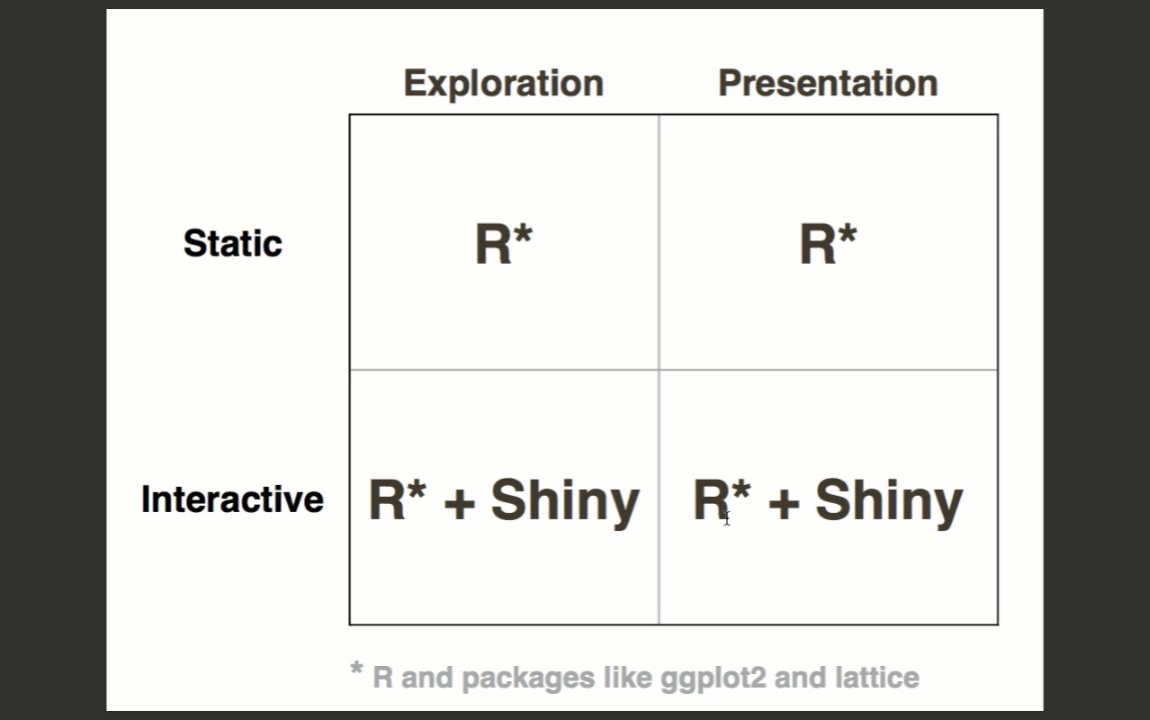 Exploration Presentation
Static R* R*
Interactive R* + Shiny R* + Shiny
* R and packages like ggplot2 and lattice